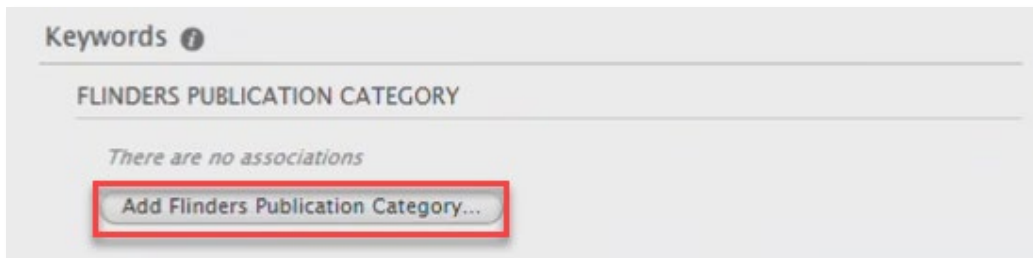 Keywords
FLINDERS PUBLICATION CATEGORY
There are no associations
Add Flinders Publication Category...